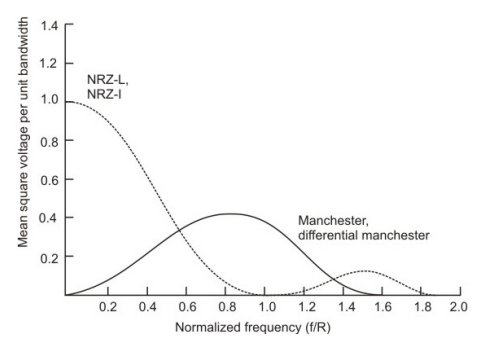 Mean square voltage per unit bandwidth
1.4
1.2
1.0
0.8
0.6
0.4
0.2
NRZ-L,
NRZ-I
Manchester,
differential manchester
0.2 0.4 0.6 0.8 1.0 1.2 1.4 1.6 1.8 2.0
Normalized frequency (f/R)